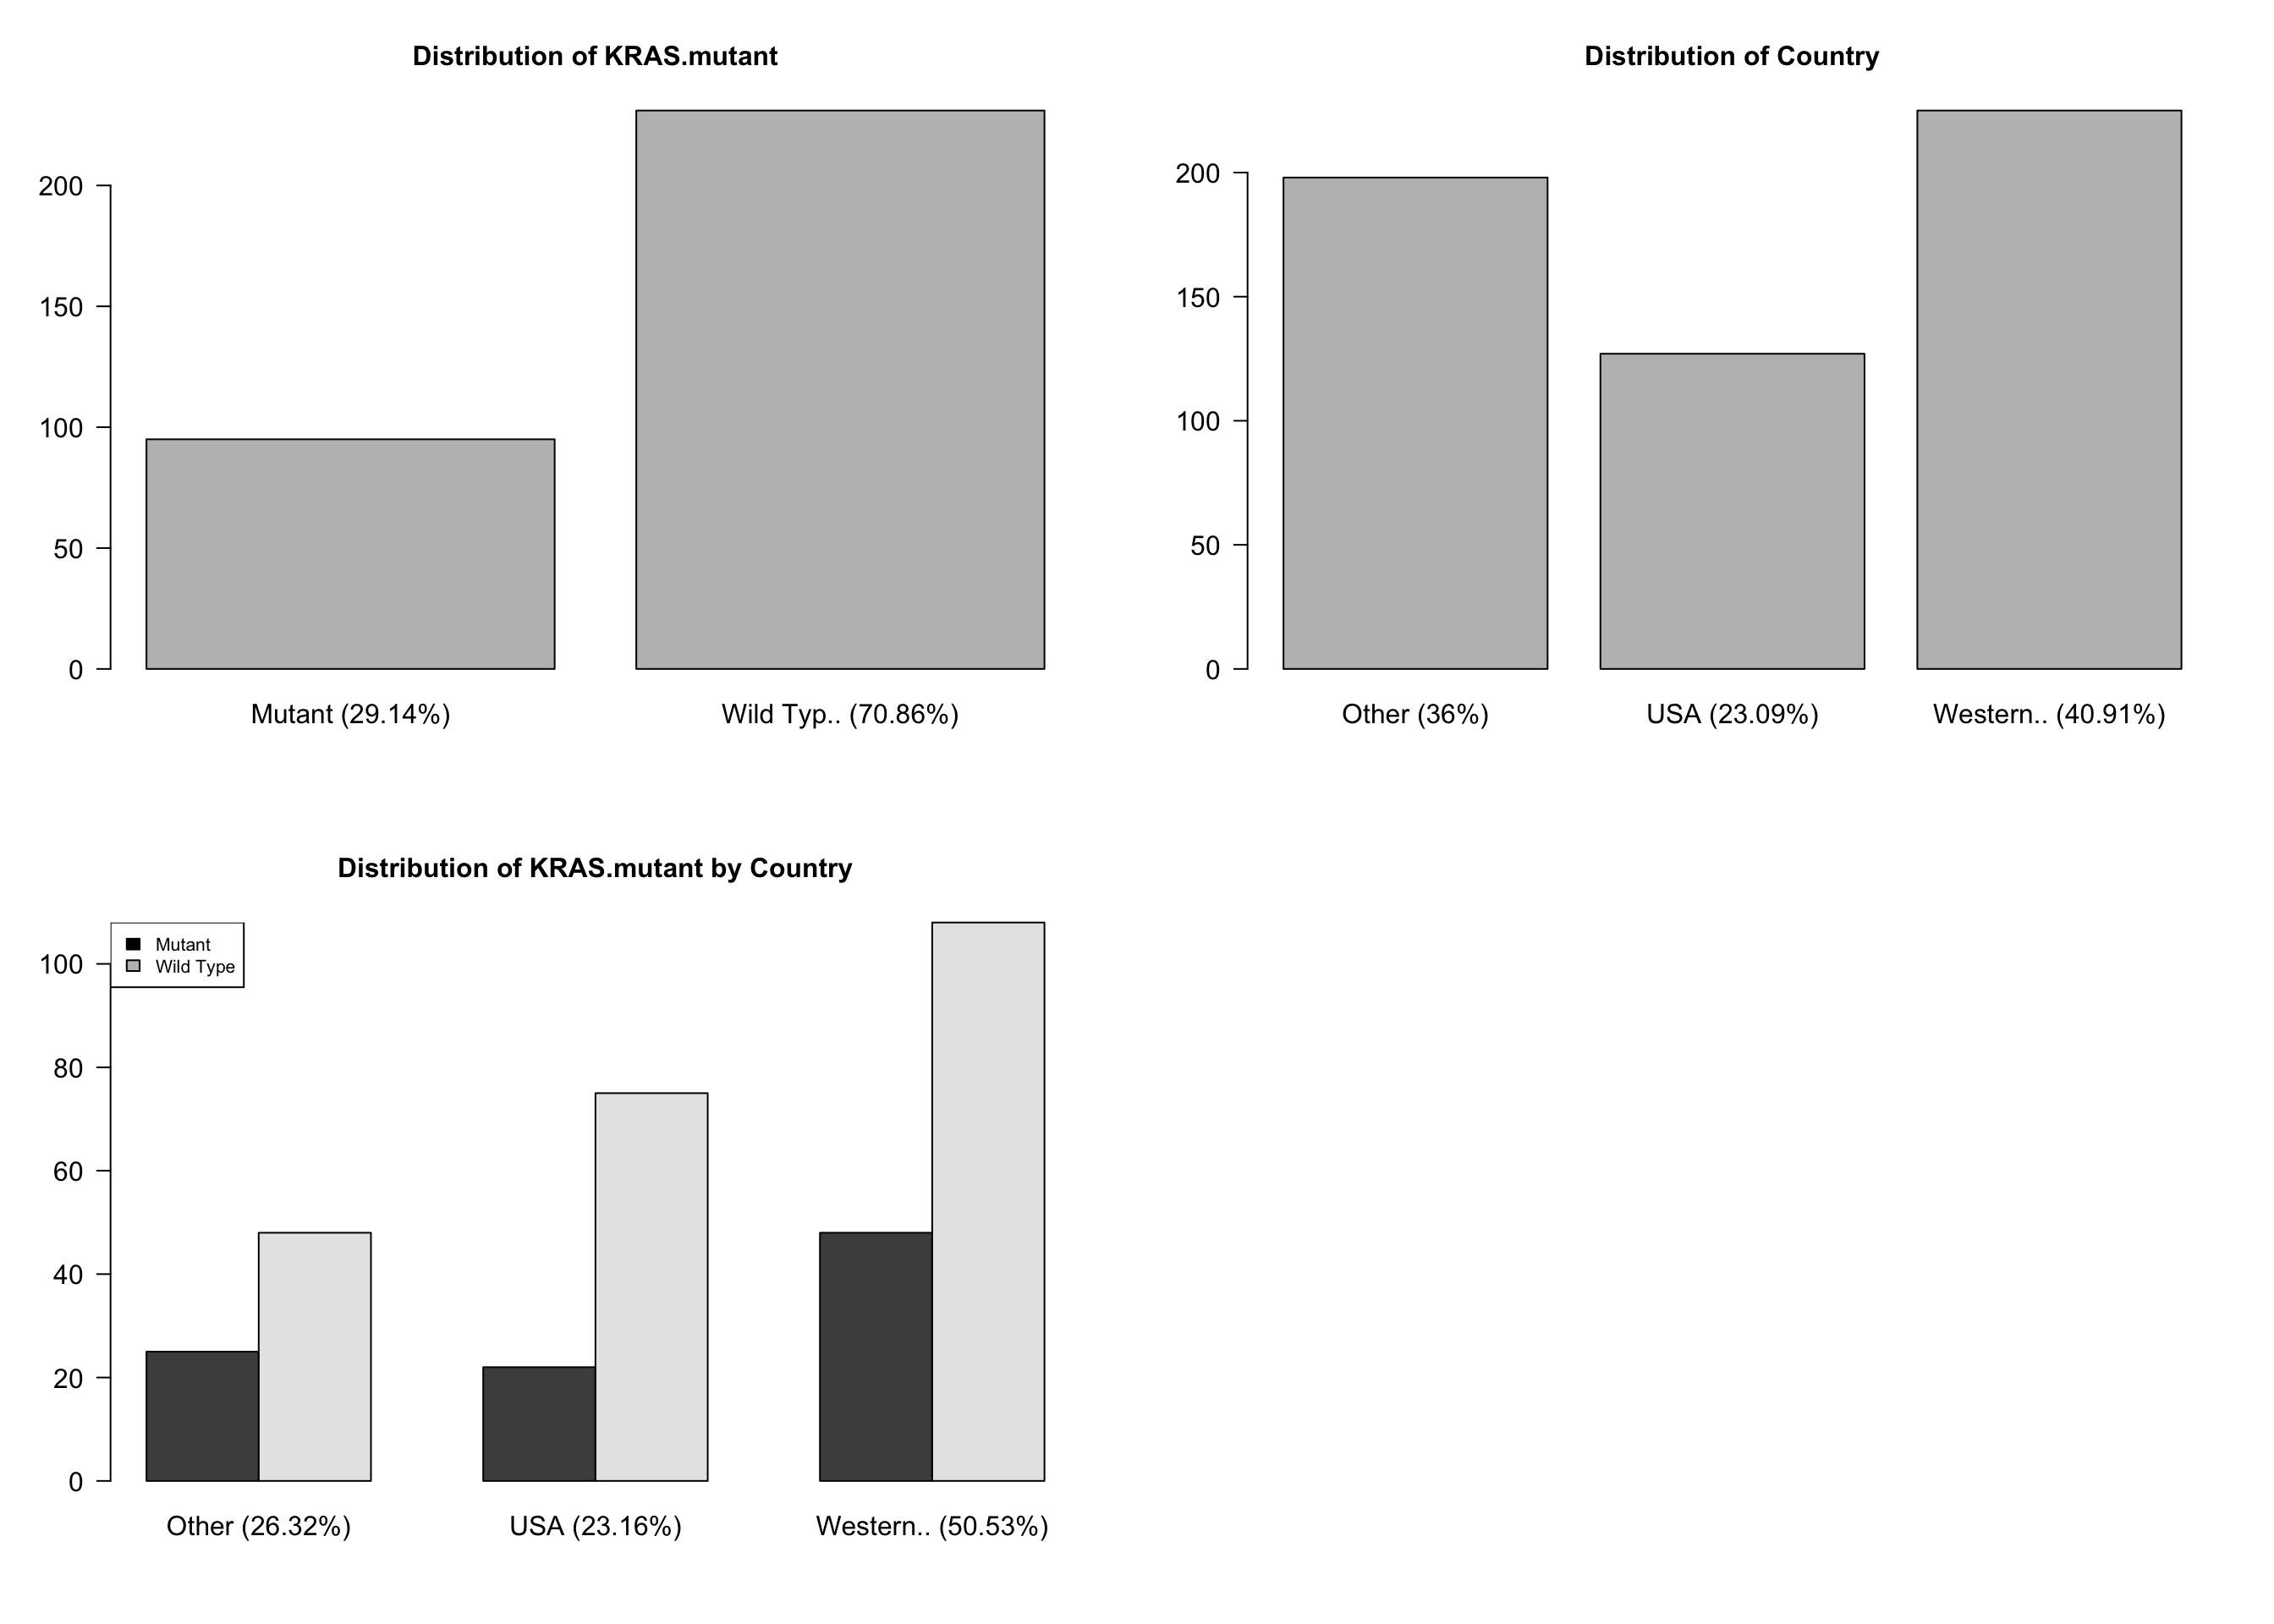 Distribution of KRAS.mutant
200
150
100
50
0
Mutant (29.14%)
Wild Typ.. (70.86%)
Distribution of Country
200
150
100
50
0
Other (36%)
USA (23.09%)
Western.. (40.91%)
Distribution of KRAS.mutant by Country
Mutant
Wild Type
100
80
60
40
20
0
Other (26.32%)
USA (23.16%)
Western.. (50.53%)